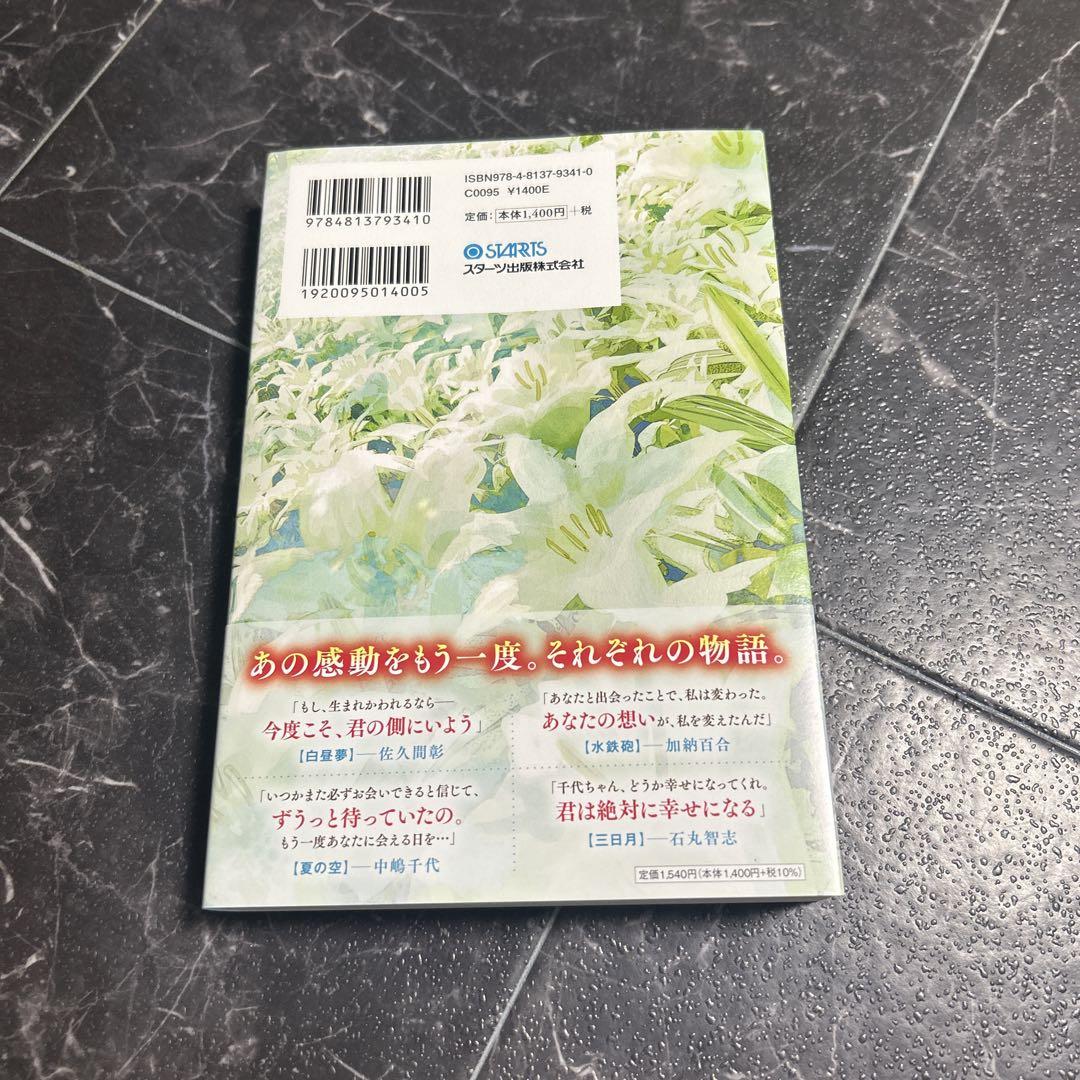 9784813793410
1920095014005
ISBN978-4-8137-9341-0
C0095 ¥1400E
定価:本体1,400円+税
STARTS
スターツ出版株式会社
あの感動をもう一度。それぞれの物語。
「もし、生まれかわれるなら──
今度こそ、君の側にいよう」
【白昼夢】──佐久間彰
「あなたと出会ったことで、私は変わった。
あなたの想いが、私を変えたんだ」
【水鉄砲】──加納百合
「いつかまた必ずお会いできると信じて、
ずうっと待っていたの。
もう一度あなたに会える日を…」
【夏の空】──中嶋千代
「千代ちゃん、どうか幸せになってくれ。
君は絶対に幸せになる」
【三日月】──石丸智志
定価1,540円(本体1,400円+税10%)